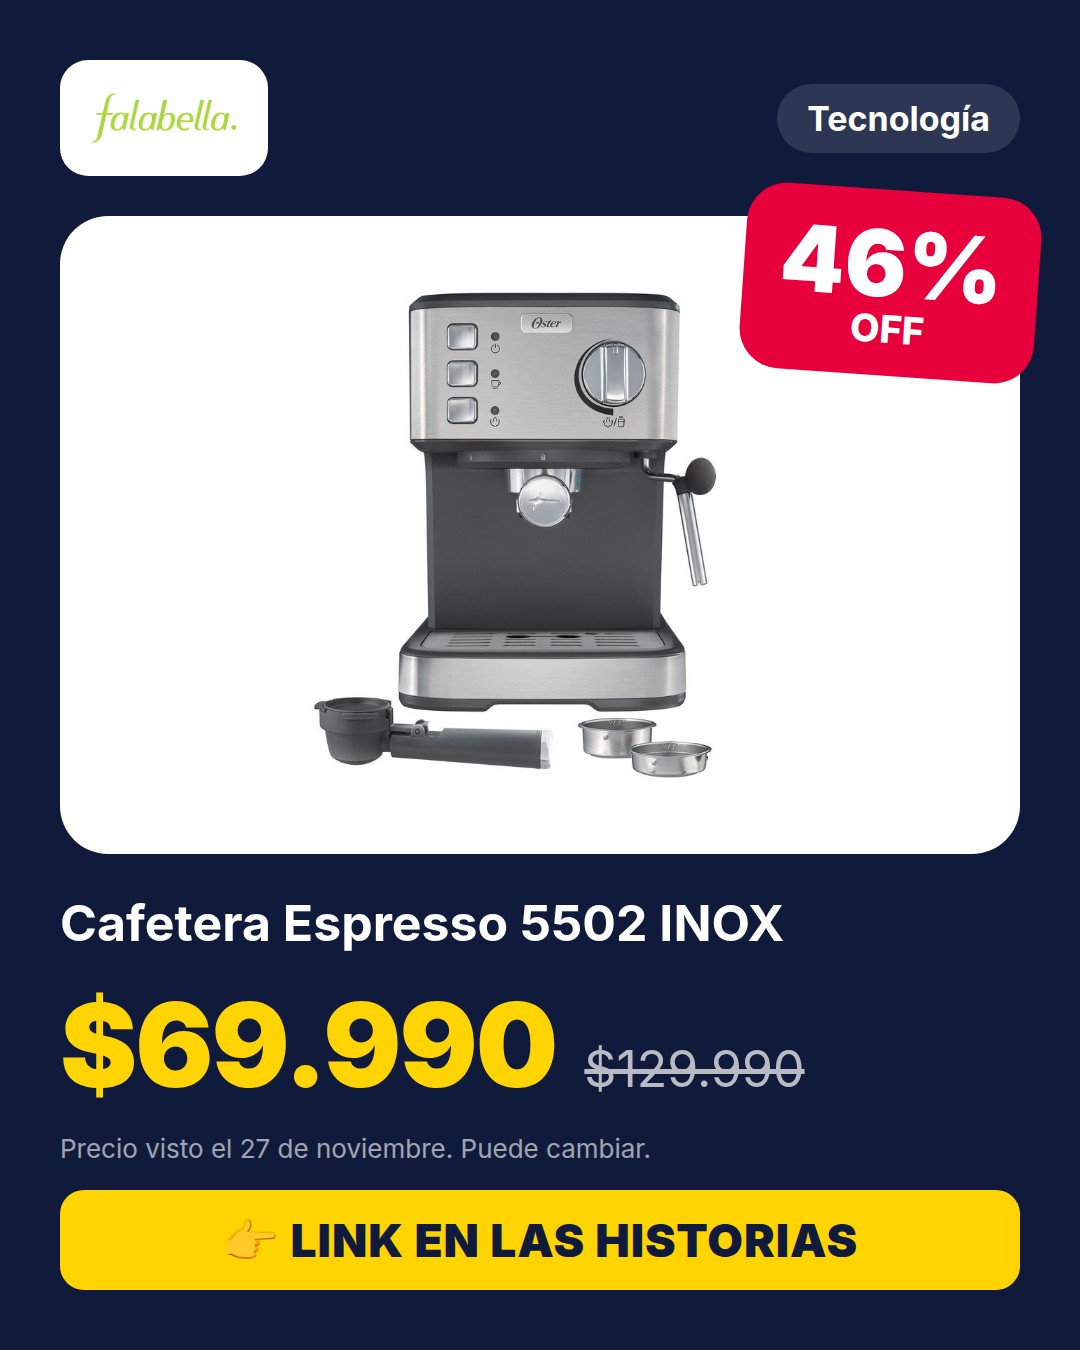 falabella.
Tecnología
46%
OFF
Oster
Cafetera Espresso 5502 INOX
$69.990 $129.990
Precio visto el 27 de noviembre. Puede cambiar.
👉 LINK EN LAS HISTORIAS